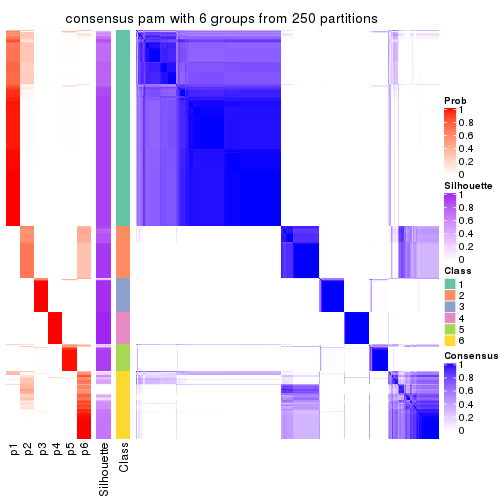 consensus pam with 6 groups from 250 partitions
Prob
1
0.8
0.6
0.4
0.2
0
Silhouette
1
0.8
0.6
0.4
0.2
0
Class
1
2
3
4
5
6
Consensus
1
0.8
0.6
0.4
0.2
0
p1
p2
p3
p4
p5
p6
Silhouette
Class